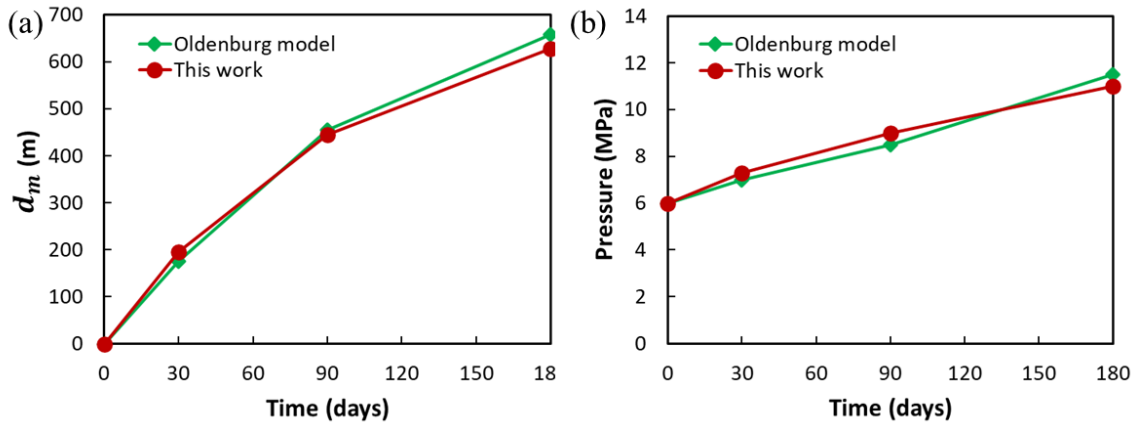 (a)
700
600
500
400
300
200
100
0
d_m (m)
Oldenburg model
This work
0 30 60 90 120 150 18
Time (days)
(b)
14
12
10
8
6
4
2
0
Pressure (MPa)
Oldenburg model
This work
0 30 60 90 120 150 180
Time (days)